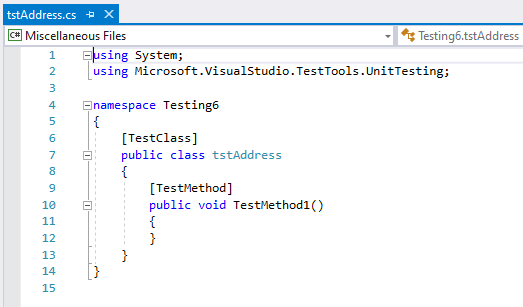 tstAddress.cs
C# Miscellaneous Files Testing6.tstAddress
1 using System;
2 using Microsoft.VisualStudio.TestTools.UnitTesting;
3
4 namespace Testing6
5 {
6 [TestClass]
7 public class tstAddress
8 {
9 [TestMethod]
10 public void TestMethod1()
11 {
12 }
13 }
14 }
15